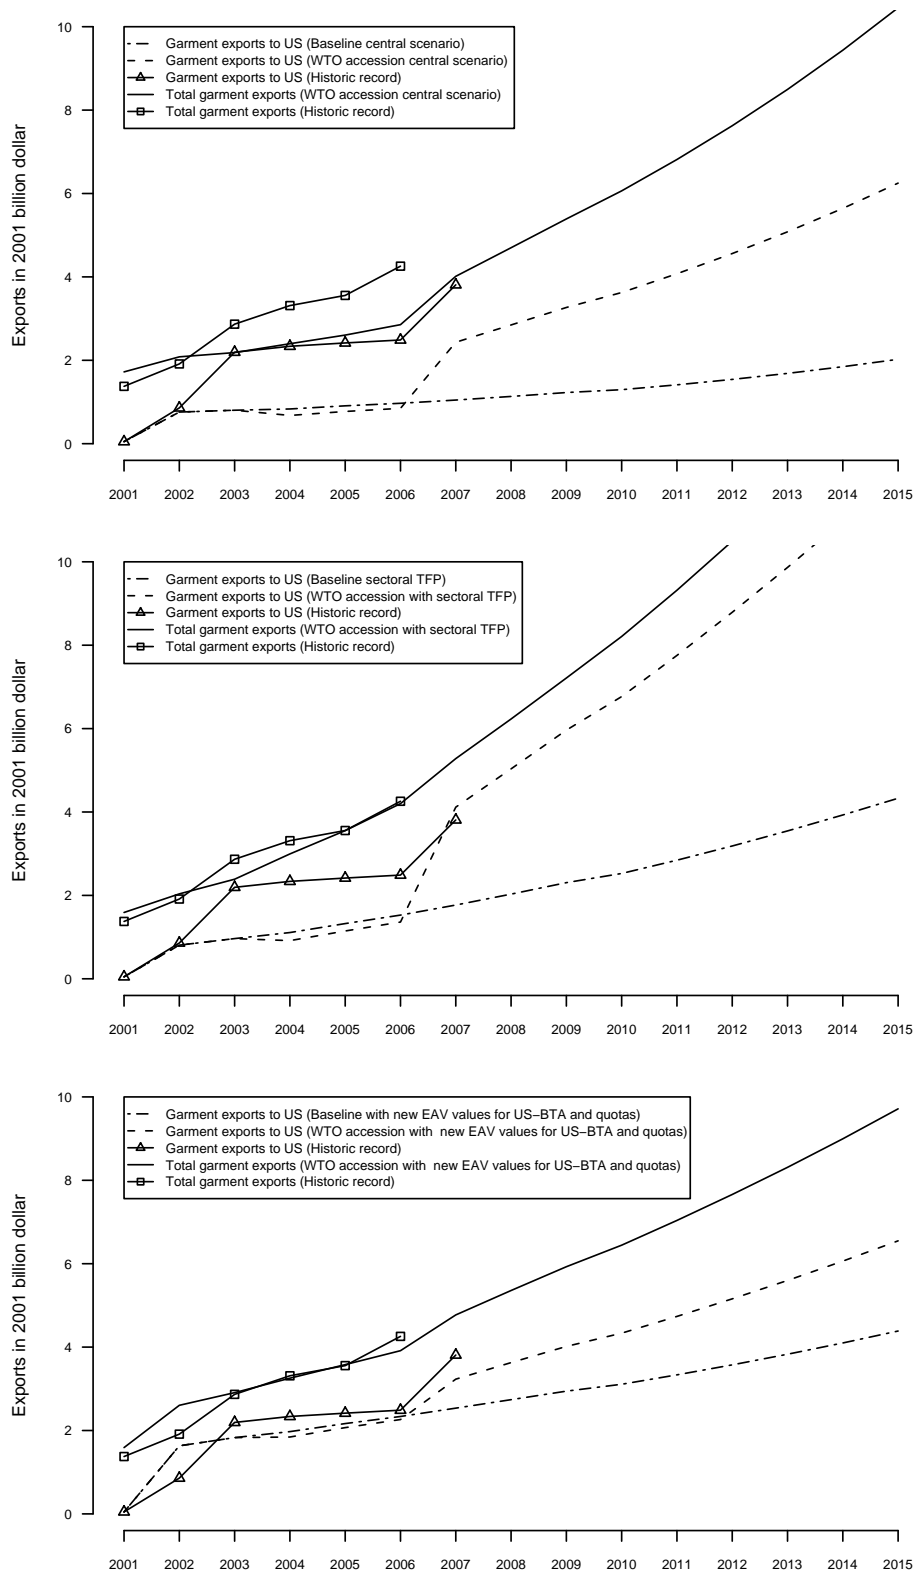 10
8
6
4
2
0
Exports in 2001 billion dollar
Garment exports to US (Baseline central scenario)
Garment exports to US (WTO accession central scenario)
Garment exports to US (Historic record)
Total garment exports (WTO accession central scenario)
Total garment exports (Historic record)
2001 2002 2003 2004 2005 2006 2007 2008 2009 2010 2011 2012 2013 2014 2015
10
8
6
4
2
0
Exports in 2001 billion dollar
Garment exports to US (Baseline sectoral TFP)
Garment exports to US (WTO accession with sectoral TFP)
Garment exports to US (Historic record)
Total garment exports (WTO accession with sectoral TFP)
Total garment exports (Historic record)
2001 2002 2003 2004 2005 2006 2007 2008 2009 2010 2011 2012 2013 2014 2015
10
8
6
4
2
0
Exports in 2001 billion dollar
Garment exports to US (Baseline with new EAV values for US−BTA and quotas)
Garment exports to US (WTO accession with new EAV values for US−BTA and quotas)
Garment exports to US (Historic record)
Total garment exports (WTO accession with new EAV values for US−BTA and quotas)
Total garment exports (Historic record)
2001 2002 2003 2004 2005 2006 2007 2008 2009 2010 2011 2012 2013 2014 2015